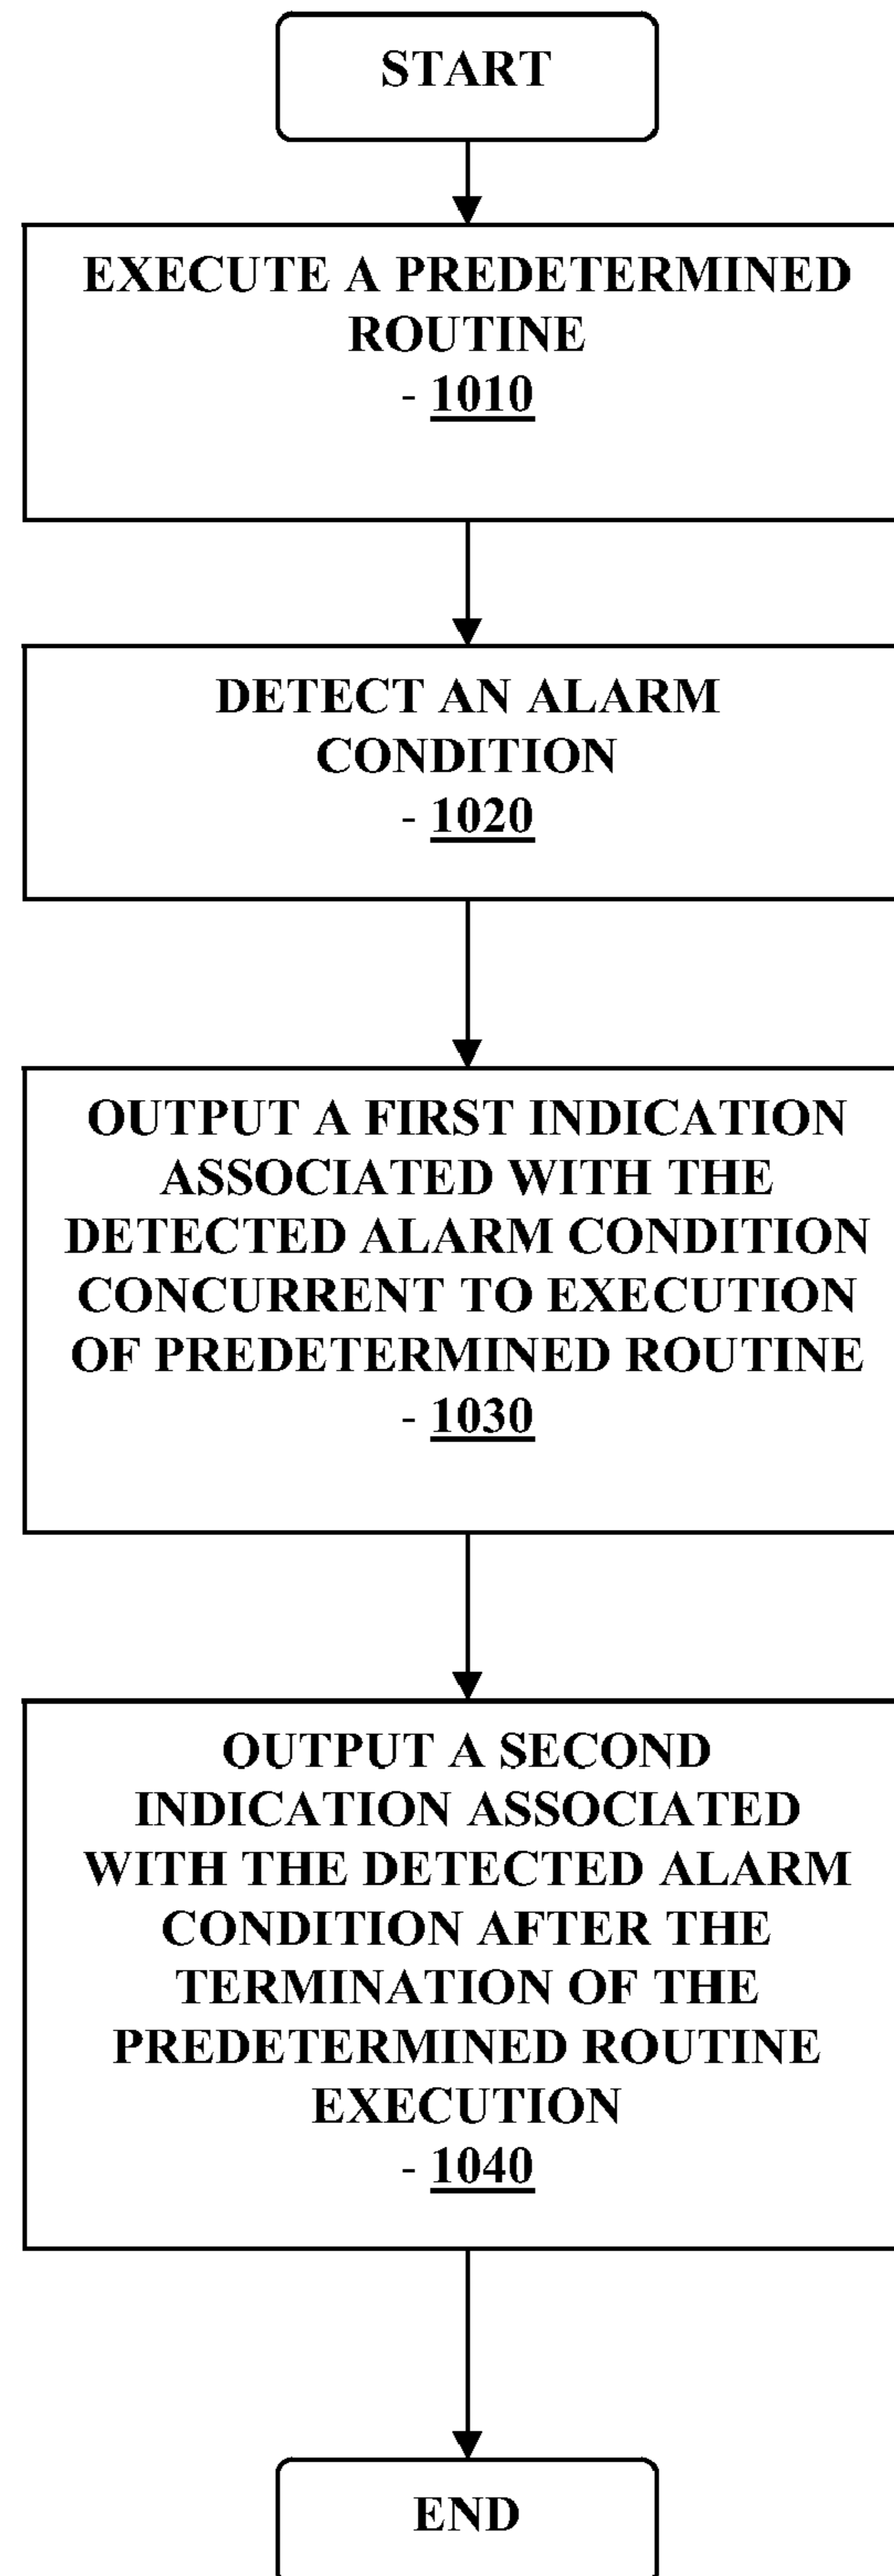 START
EXECUTE A PREDETERMINED
ROUTINE
- 1010
DETECT AN ALARM
CONDITION
- 1020
OUTPUT A FIRST INDICATION
ASSOCIATED WITH THE
DETECTED ALARM CONDITION
CONCURRENT TO EXECUTION
OF PREDETERMINED ROUTINE
- 1030
OUTPUT A SECOND
INDICATION ASSOCIATED
WITH THE DETECTED ALARM
CONDITION AFTER THE
TERMINATION OF THE
PREDETERMINED ROUTINE
EXECUTION
- 1040
END